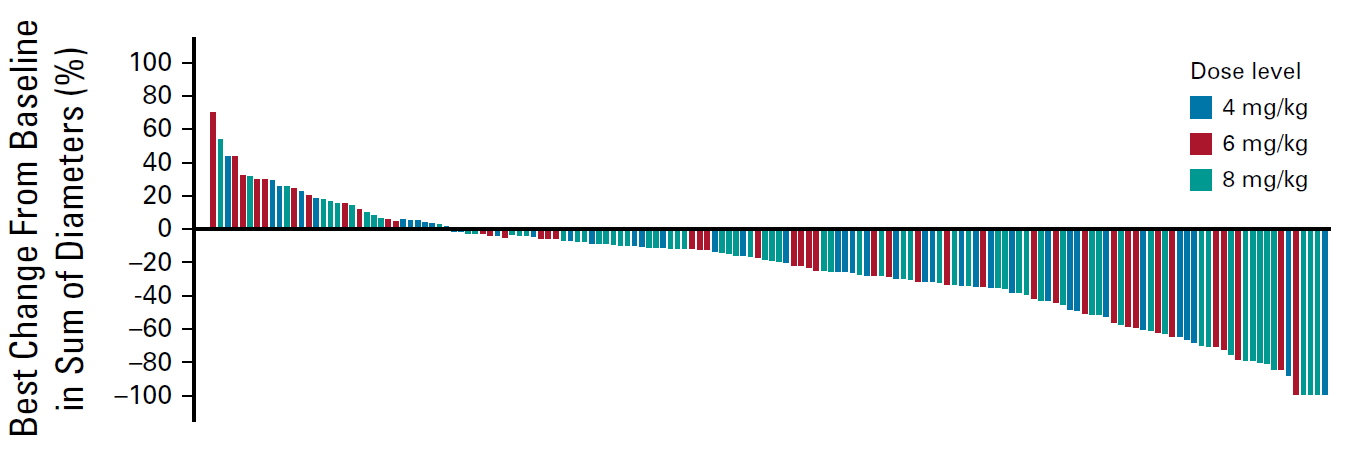 Best Change From Baseline
in Sum of Diameters (%)
100
80
60
40
20
0
–20
-40
–60
–80
–100
Dose level
4 mg/kg
6 mg/kg
8 mg/kg